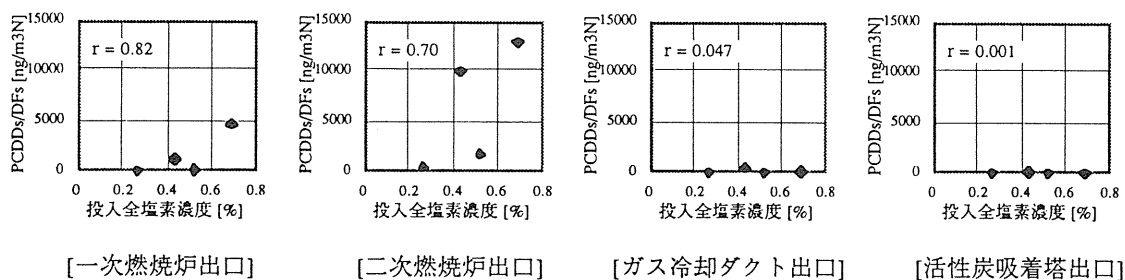 PCDDs/DFs [ng/m3N]
15000
10000
5000
0
r = 0.82
0 0.2 0.4 0.6 0.8
投入全塩素濃度 [%]
[一次燃焼炉出口]
PCDDs/DFs [ng/m3N]
15000
10000
5000
0
r = 0.70
0 0.2 0.4 0.6 0.8
投入全塩素濃度 [%]
[二次燃焼炉出口]
PCDDs/DFs [ng/m3N]
15000
10000
5000
0
r = 0.047
0 0.2 0.4 0.6 0.8
投入全塩素濃度 [%]
[ガス冷却ダクト出口]
PCDDs/DFs [ng/m3N]
15000
10000
5000
0
r = 0.001
0 0.2 0.4 0.6 0.8
投入全塩素濃度 [%]
[活性炭吸着塔出口]